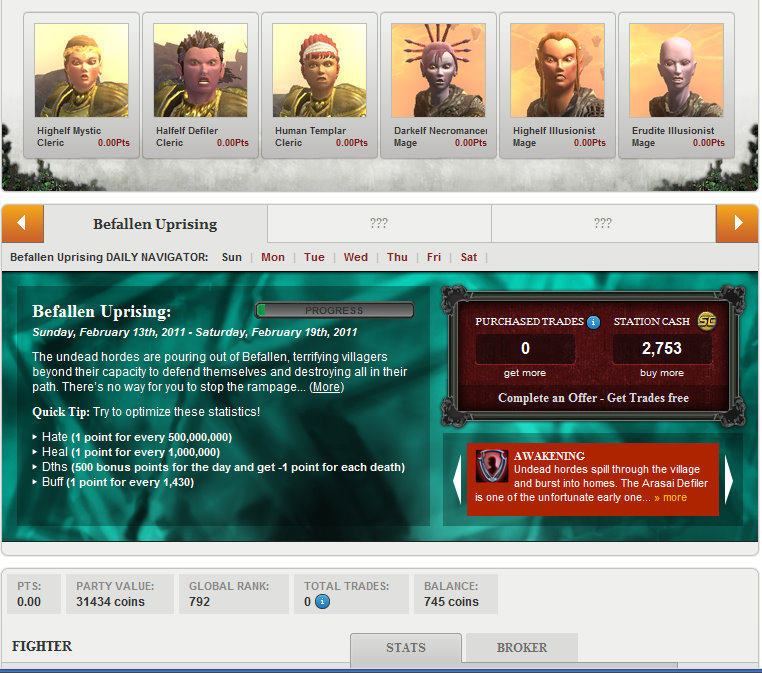 Highelf Mystic
Cleric 0.00Pts
Halfelf Defiler
Cleric 0.00Pts
Human Templar
Cleric 0.00Pts
Darkelf Necromancer
Mage 0.00Pts
Highelf Illusionist
Mage 0.00Pts
Erudite Illusionist
Mage 0.00Pts
Befallen Uprising ??? ???
Befallen Uprising DAILY NAVIGATOR: Sun | Mon | Tue | Wed | Thu | Fri | Sat |
Befallen Uprising: PROGRESS
Sunday, February 13th, 2011 - Saturday, February 19th, 2011
The undead hordes are pouring out of Befallen, terrifying villagers
beyond their capacity to defend themselves and destroying all in their
path. There's no way for you to stop the rampage... (More)
Quick Tip: Try to optimize these statistics!
Hate (1 point for every 500,000,000)
Heal (1 point for every 1,000,000)
Dths (500 bonus points for the day and get -1 point for each death)
Buff (1 point for every 1,430)
PURCHASED TRADES i STATION CASH SC
0 2,753
get more buy more
Complete an Offer - Get Trades free
AWAKENING
Undead hordes spill through the village
and burst into homes. The Arasai Defiler
is one of the unfortunate early one... » more
PTS: PARTY VALUE: GLOBAL RANK: TOTAL TRADES: BALANCE:
0.00 31434 coins 792 0 i 745 coins
FIGHTER STATS BROKER